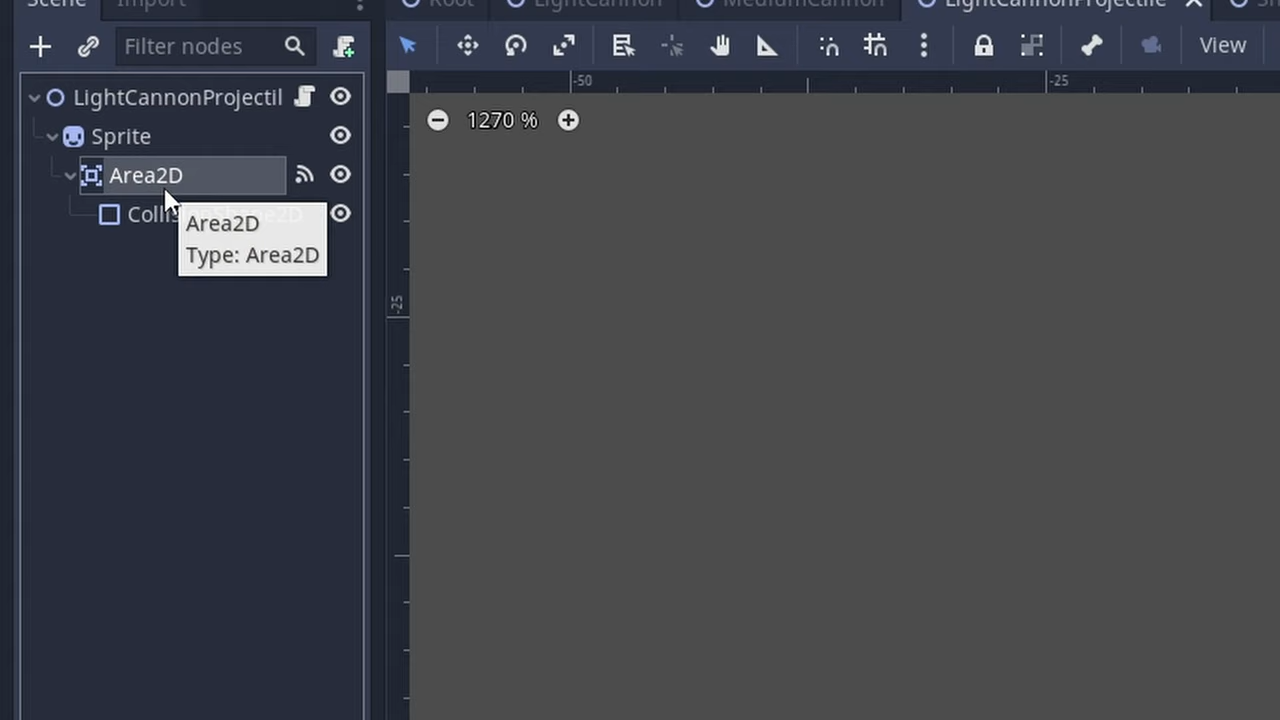 Scene Import
Root LightCannon MediumCannon LightCannonProjectile
Filter nodes
View
-50 -25
LightCannonProjectil
1270 %
Sprite
Area2D
Area2D
Type: Area2D
-25